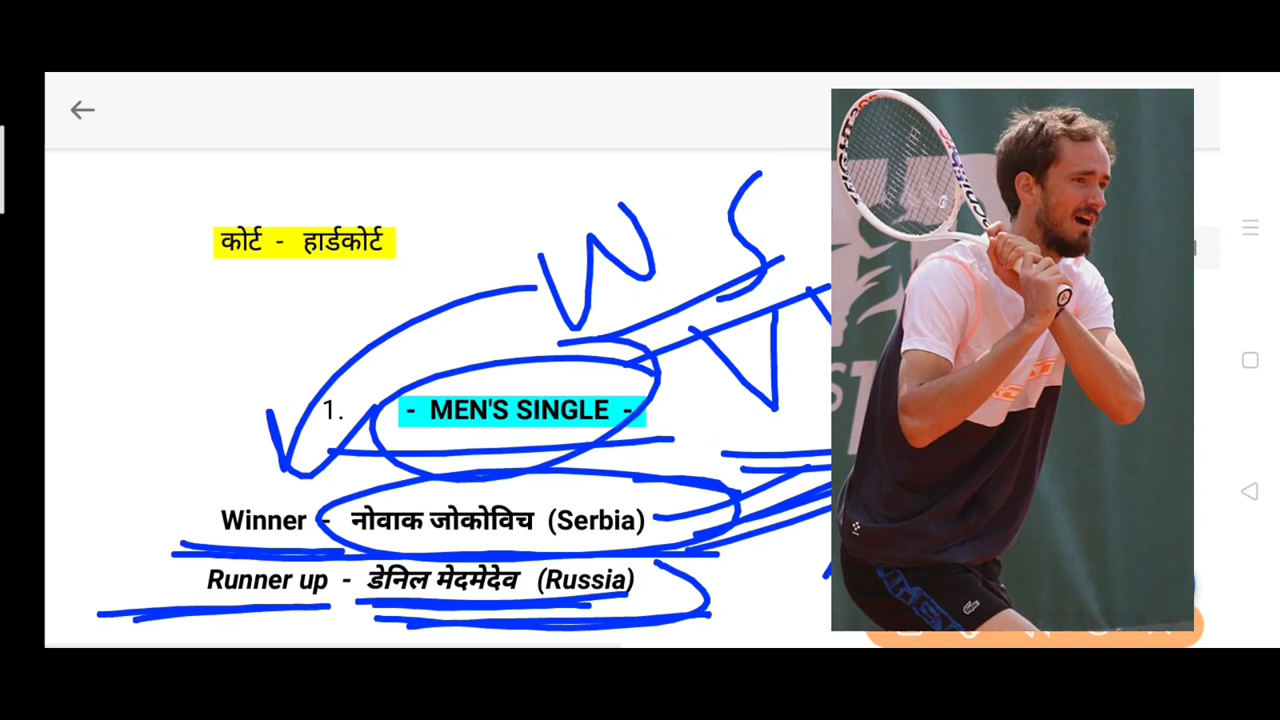 कोर्ट - हार्डकोर्ट
W S
1. - MEN'S SINGLE -
Winner - नोवाक जोकोविच (Serbia)
Runner up - डेनिल मेदमेदेव (Russia)